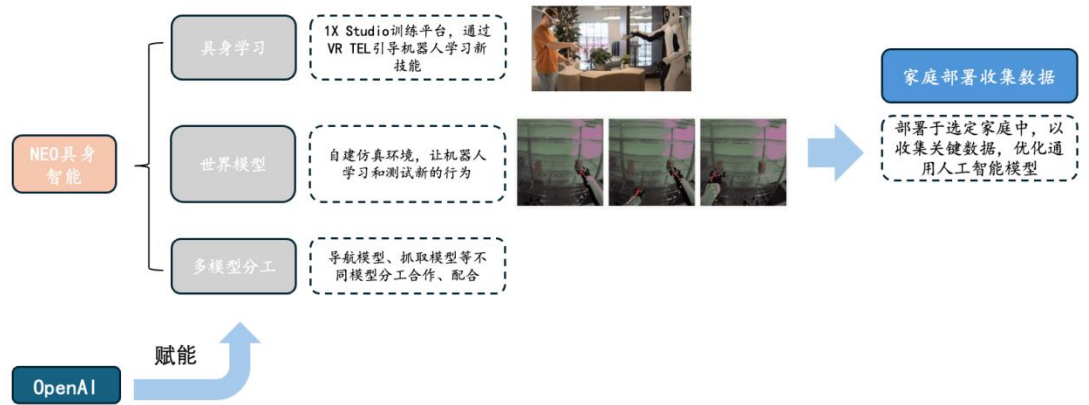 NEO具身
智能
具身学习
1X Studio训练平台，通过
VR TEL引导机器人学习新
技能
世界模型
自建仿真环境，让机器人
学习和测试新的行为
多模型分工
导航模型、抓取模型等不
同模型分工合作、配合
家庭部署收集数据
部署于选定家庭中，以
收集关键数据，优化通
用人工智能模型
赋能
OpenAI